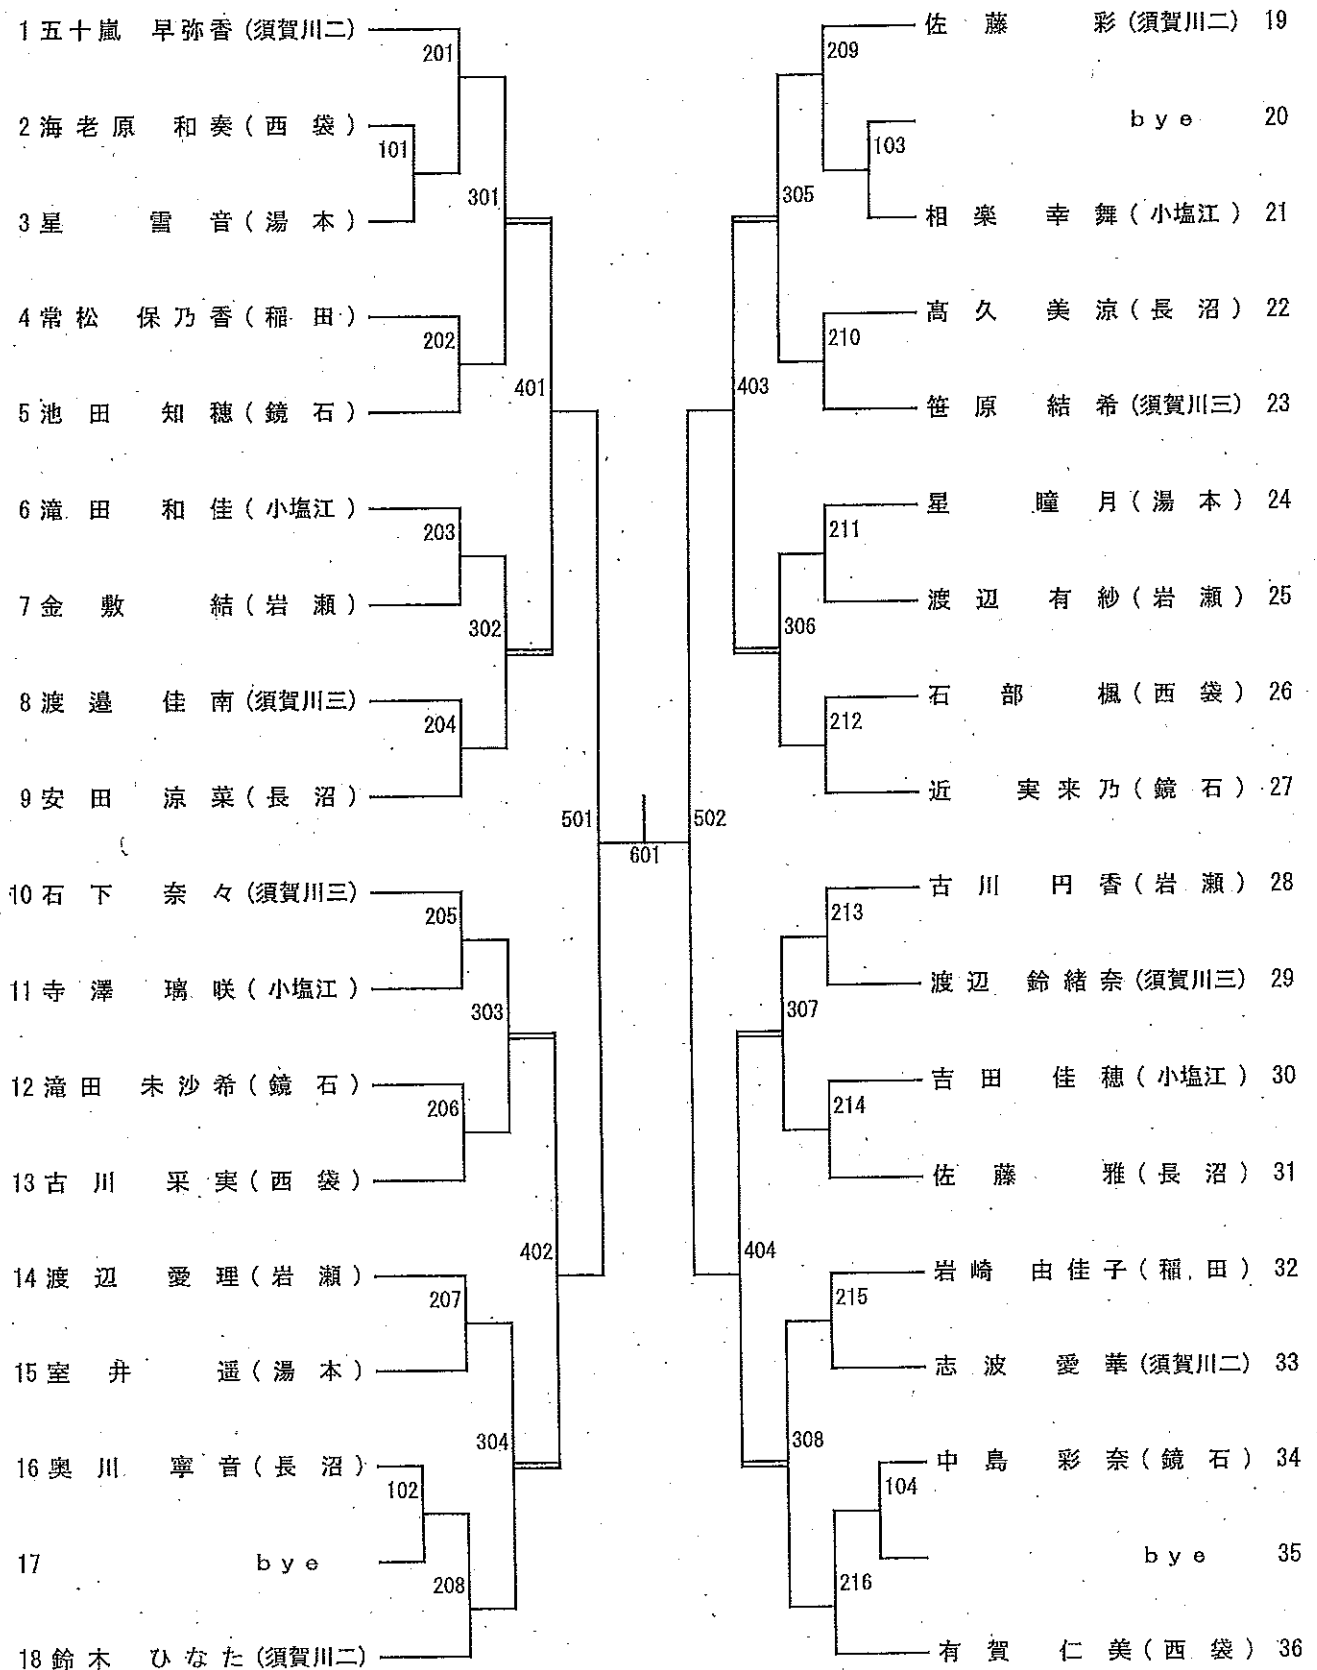 1 五十嵐 早弥香 (須賀川二)
201
2 海老原 和奏 (西袋)
101
301
3 星 雪音 (湯本)
4 常松 保乃香 (稲田)
202
401
5 池田 知穂 (鏡石)
6 滝田 和佳 (小塩江)
203
7 金敷 結 (岩瀬)
302
8 渡邉 佳南 (須賀川三)
204
9 安田 涼菜 (長沼)
501
10 石下 奈々 (須賀川三)
205
11 寺澤 璃咲 (小塩江)
303
12 滝田 未沙希 (鏡石)
206
13 古川 采実 (西袋)
402
14 渡辺 愛理 (岩瀬)
207
15 室井 遥 (湯本)
304
16 奥川 寧音 (長沼)
102
17 bye
208
18 鈴木 ひなた (須賀川二)
601
佐藤 彩 (須賀川二) 19
209
bye 20
103
305
相楽 幸舞 (小塩江) 21
髙久 美涼 (長沼) 22
210
403
笹原 結希 (須賀川三) 23
星 瞳月 (湯本) 24
211
渡辺 有紗 (岩瀬) 25
306
石部 楓 (西袋) 26
212
近 実来乃 (鏡石) 27
502
古川 円香 (岩瀬) 28
213
渡辺 鈴緒奈 (須賀川三) 29
307
吉田 佳穂 (小塩江) 30
214
佐藤 雅 (長沼) 31
404
岩崎 由佳子 (稲田) 32
215
志波 愛華 (須賀川二) 33
308
中島 彩奈 (鏡石) 34
104
bye 35
216
有賀 仁美 (西袋) 36